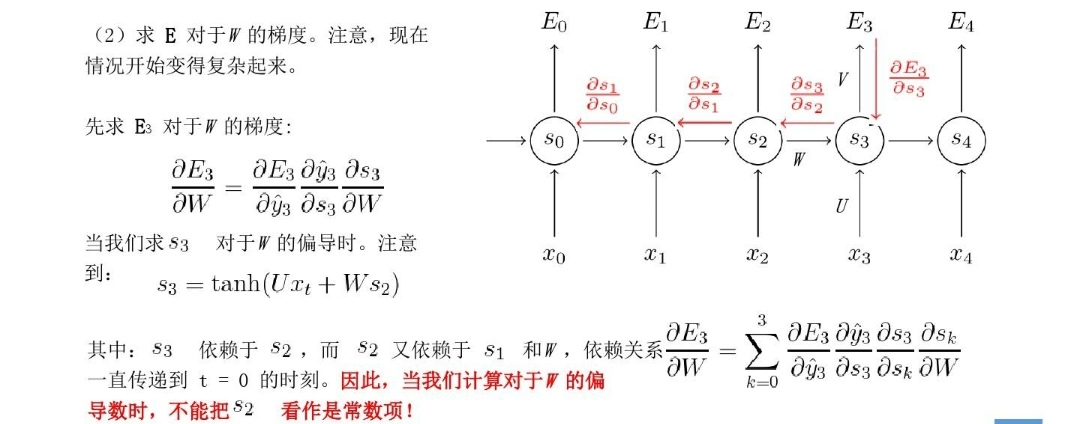 （2）求 E 对于W 的梯度。注意，现在
情况开始变得复杂起来。
先求 E₃ 对于W 的梯度:
∂E₃/∂W = ∂E₃/∂ŷ₃ ∂ŷ₃/∂s₃ ∂s₃/∂W
当我们求 s₃ 对于W 的偏导时。注意
到:
s₃ = tanh(Uxₜ + Ws₂)
其中: s₃ 依赖于 s₂ ，而 s₂ 又依赖于 s₁ 和W ，依赖关系
一直传递到 t = 0 的时刻。因此，当我们计算对于W 的偏
导数时，不能把 s₂ 看作是常数项！
E₀ E₁ E₂ E₃ E₄
∂s₁/∂s₀ ∂s₂/∂s₁ ∂s₃/∂s₂ V ∂E₃/∂s₃
s₀ s₁ s₂ s₃ s₄
W
U
x₀ x₁ x₂ x₃ x₄
∂E₃/∂W = ∑ₖ₌₀³ ∂E₃/∂ŷ₃ ∂ŷ₃/∂s₃ ∂s₃/∂sₖ ∂sₖ/∂W